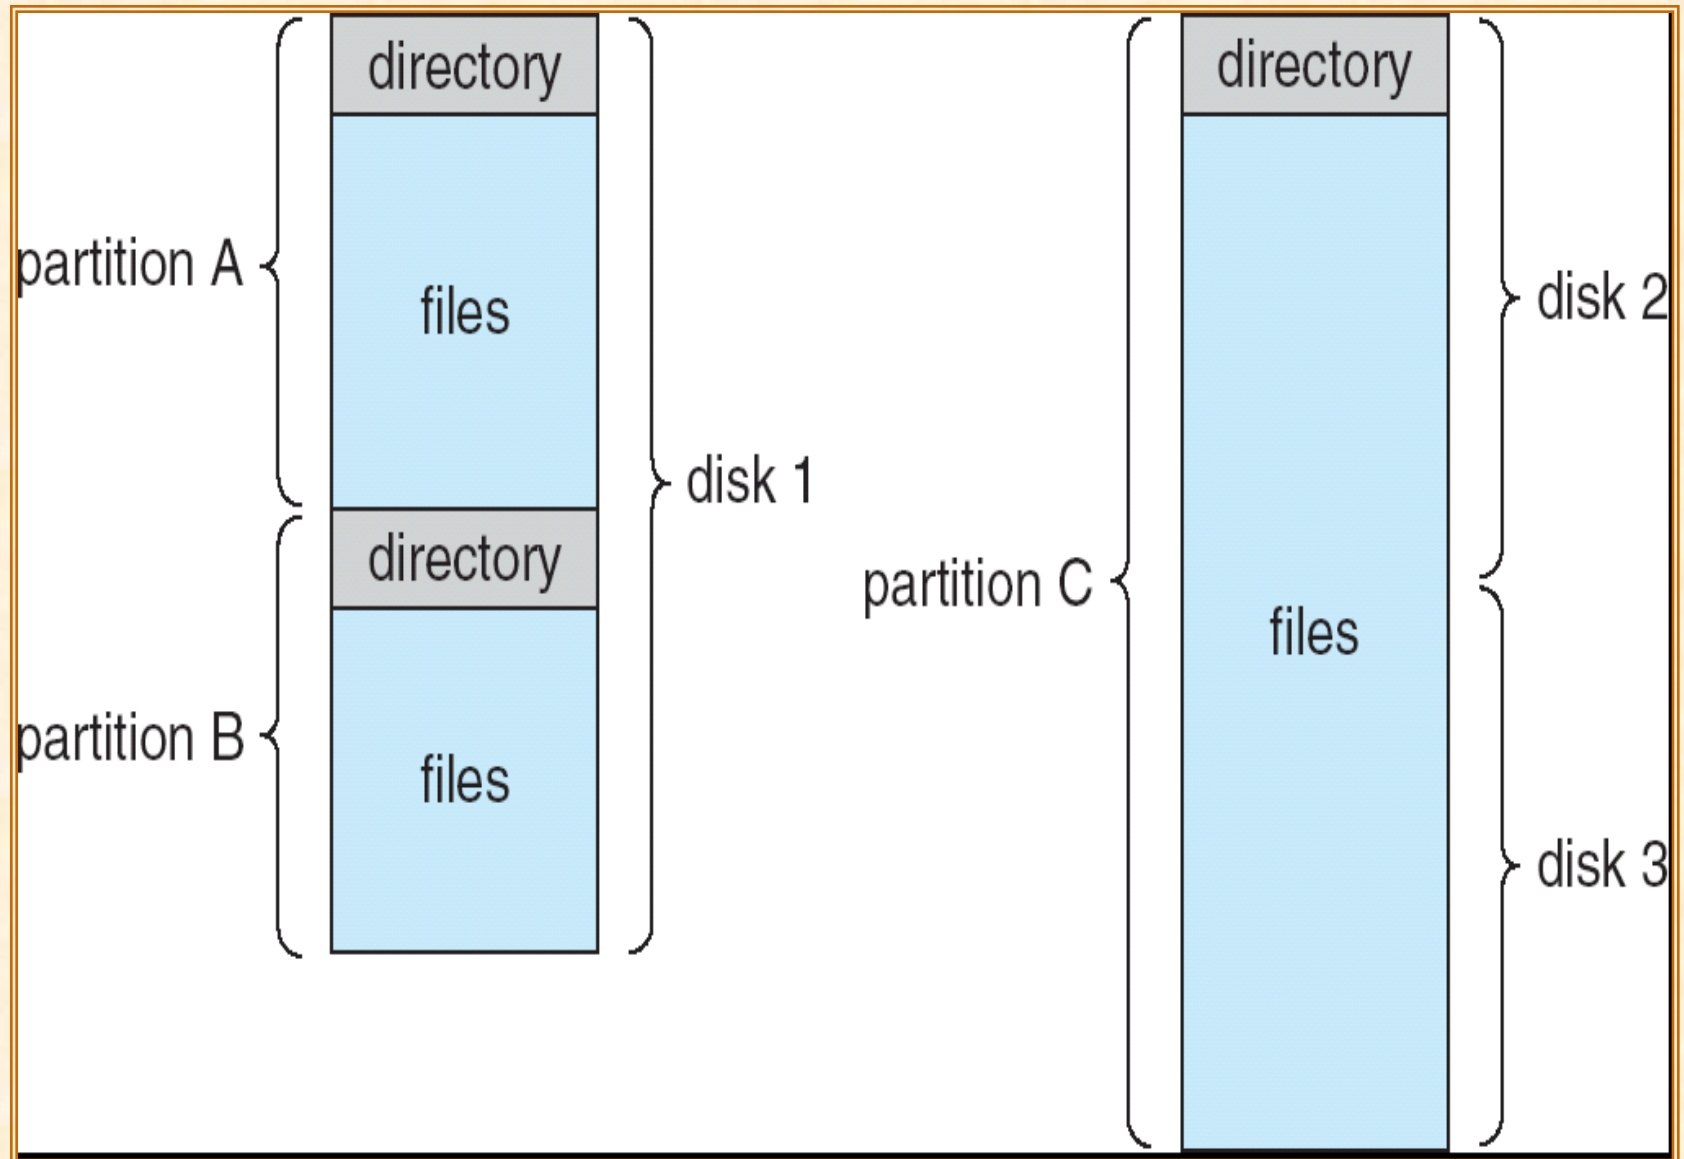 directory
files
partition A
directory
files
partition B
disk 1
directory
files
partition C
disk 2
disk 3